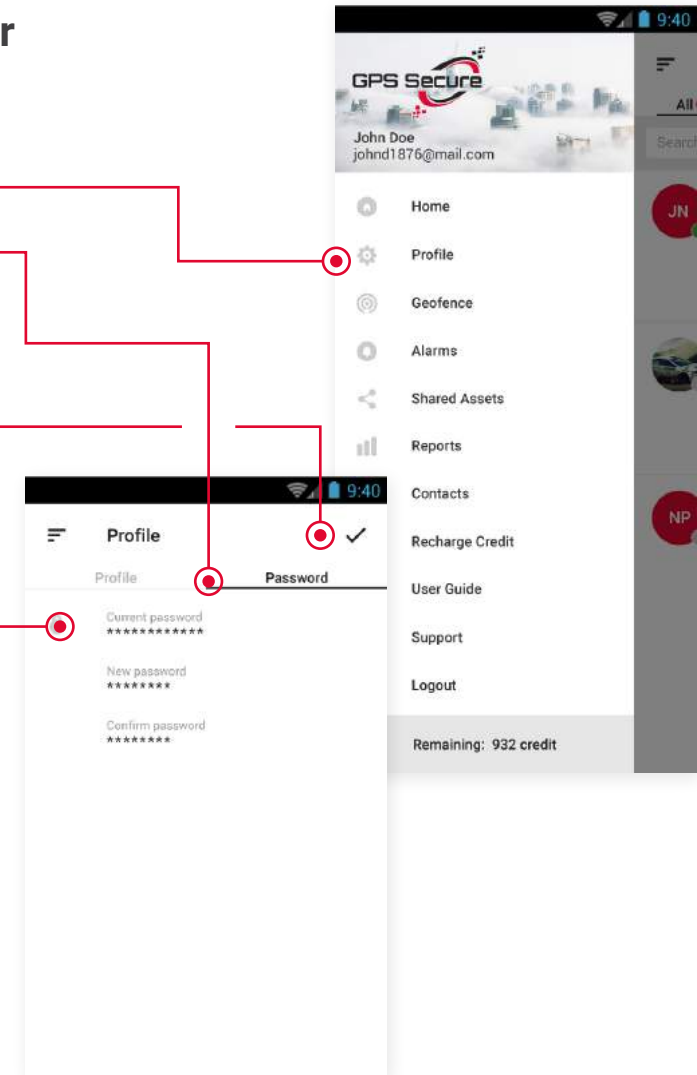 r
9:40
GPS Secure
John Doe
johnd1876@mail.com
All
Search
JN
NP
Home
Profile
Geofence
Alarms
Shared Assets
Reports
Contacts
Recharge Credit
User Guide
Support
Logout
Remaining: 932 credit
9:40
Profile
Profile Password
Current password
************
New password
********
Confirm password
********